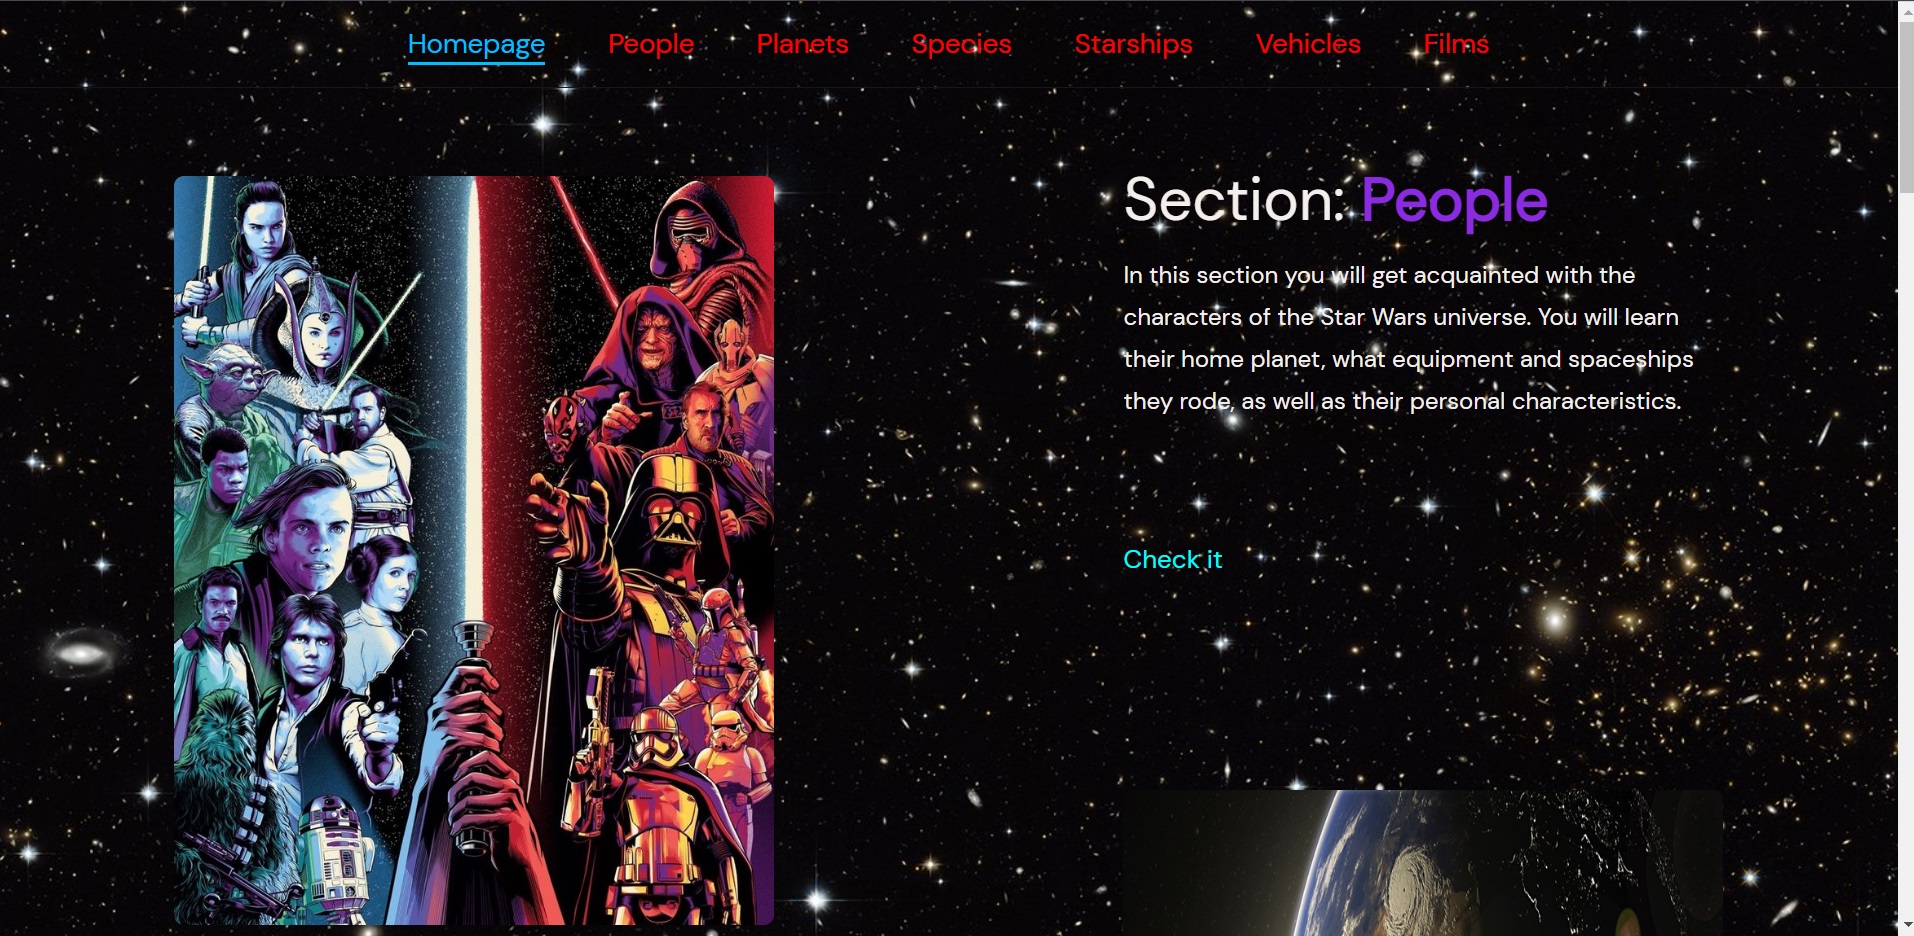 Homepage People Planets Species Starships Vehicles Films
Section: People
In this section you will get acquainted with the
characters of the Star Wars universe. You will learn
their home planet, what equipment and spaceships
they rode, as well as their personal characteristics.
Check it